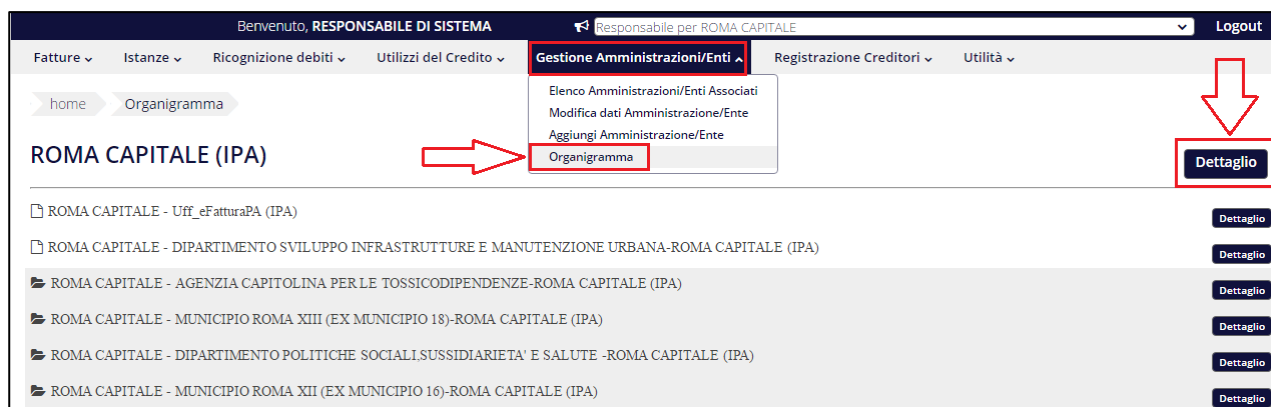 Benvenuto, RESPONSABILE DI SISTEMA Responsabile per ROMA CAPITALE Logout
Fatture Istanze Ricognizione debiti Utilizzi del Credito Gestione Amministrazioni/Enti Registrazione Creditori Utilità
Elenco Amministrazioni/Enti Associati
Modifica dati Amministrazione/Ente
Aggiungi Amministrazione/Ente
Organigramma
home Organigramma
ROMA CAPITALE (IPA) Dettaglio
ROMA CAPITALE - Uff_eFatturaPA (IPA) Dettaglio
ROMA CAPITALE - DIPARTIMENTO SVILUPPO INFRASTRUTTURE E MANUTENZIONE URBANA-ROMA CAPITALE (IPA) Dettaglio
ROMA CAPITALE - AGENZIA CAPITOLINA PER LE TOSSICODIPENDENZE-ROMA CAPITALE (IPA) Dettaglio
ROMA CAPITALE - MUNICIPIO ROMA XIII (EX MUNICIPIO 18)-ROMA CAPITALE (IPA) Dettaglio
ROMA CAPITALE - DIPARTIMENTO POLITICHE SOCIALI,SUSSIDIARIETA' E SALUTE -ROMA CAPITALE (IPA) Dettaglio
ROMA CAPITALE - MUNICIPIO ROMA XII (EX MUNICIPIO 16)-ROMA CAPITALE (IPA) Dettaglio